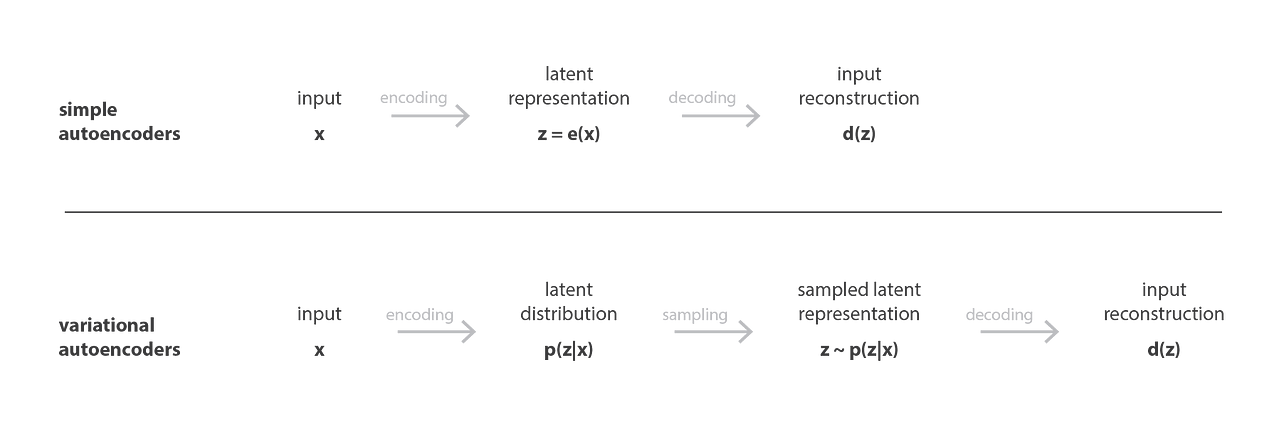 simple
autoencoders
input
x
encoding
latent
representation
z = e(x)
decoding
input
reconstruction
d(z)
variational
autoencoders
input
x
encoding
latent
distribution
p(z|x)
sampling
sampled latent
representation
z ~ p(z|x)
decoding
input
reconstruction
d(z)